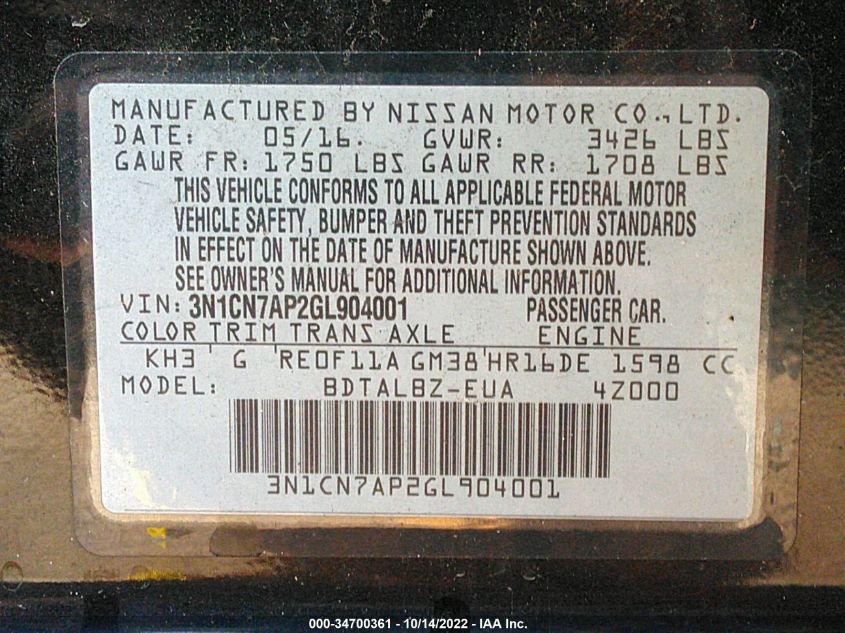 MANUFACTURED BY NISSAN MOTOR CO., LTD.
DATE: 05/16. GVWR: 3426 LBS
GAWR FR: 1750 LBS GAWR RR: 1708 LBS
THIS VEHICLE CONFORMS TO ALL APPLICABLE FEDERAL MOTOR
VEHICLE SAFETY, BUMPER AND THEFT PREVENTION STANDARDS
IN EFFECT ON THE DATE OF MANUFACTURE SHOWN ABOVE.
SEE OWNER'S MANUAL FOR ADDITIONAL INFORMATION.
VIN: 3N1CN7AP2GL904001 PASSENGER CAR.
COLOR TRIM TRANS AXLE ENGINE
KH3 G RE0F11A GM38 HR16DE 1598 CC
MODEL: BDTALBZ-EUA 4Z000
3N1CN7AP2GL904001
000-34700361 - 10/14/2022 - IAA Inc.